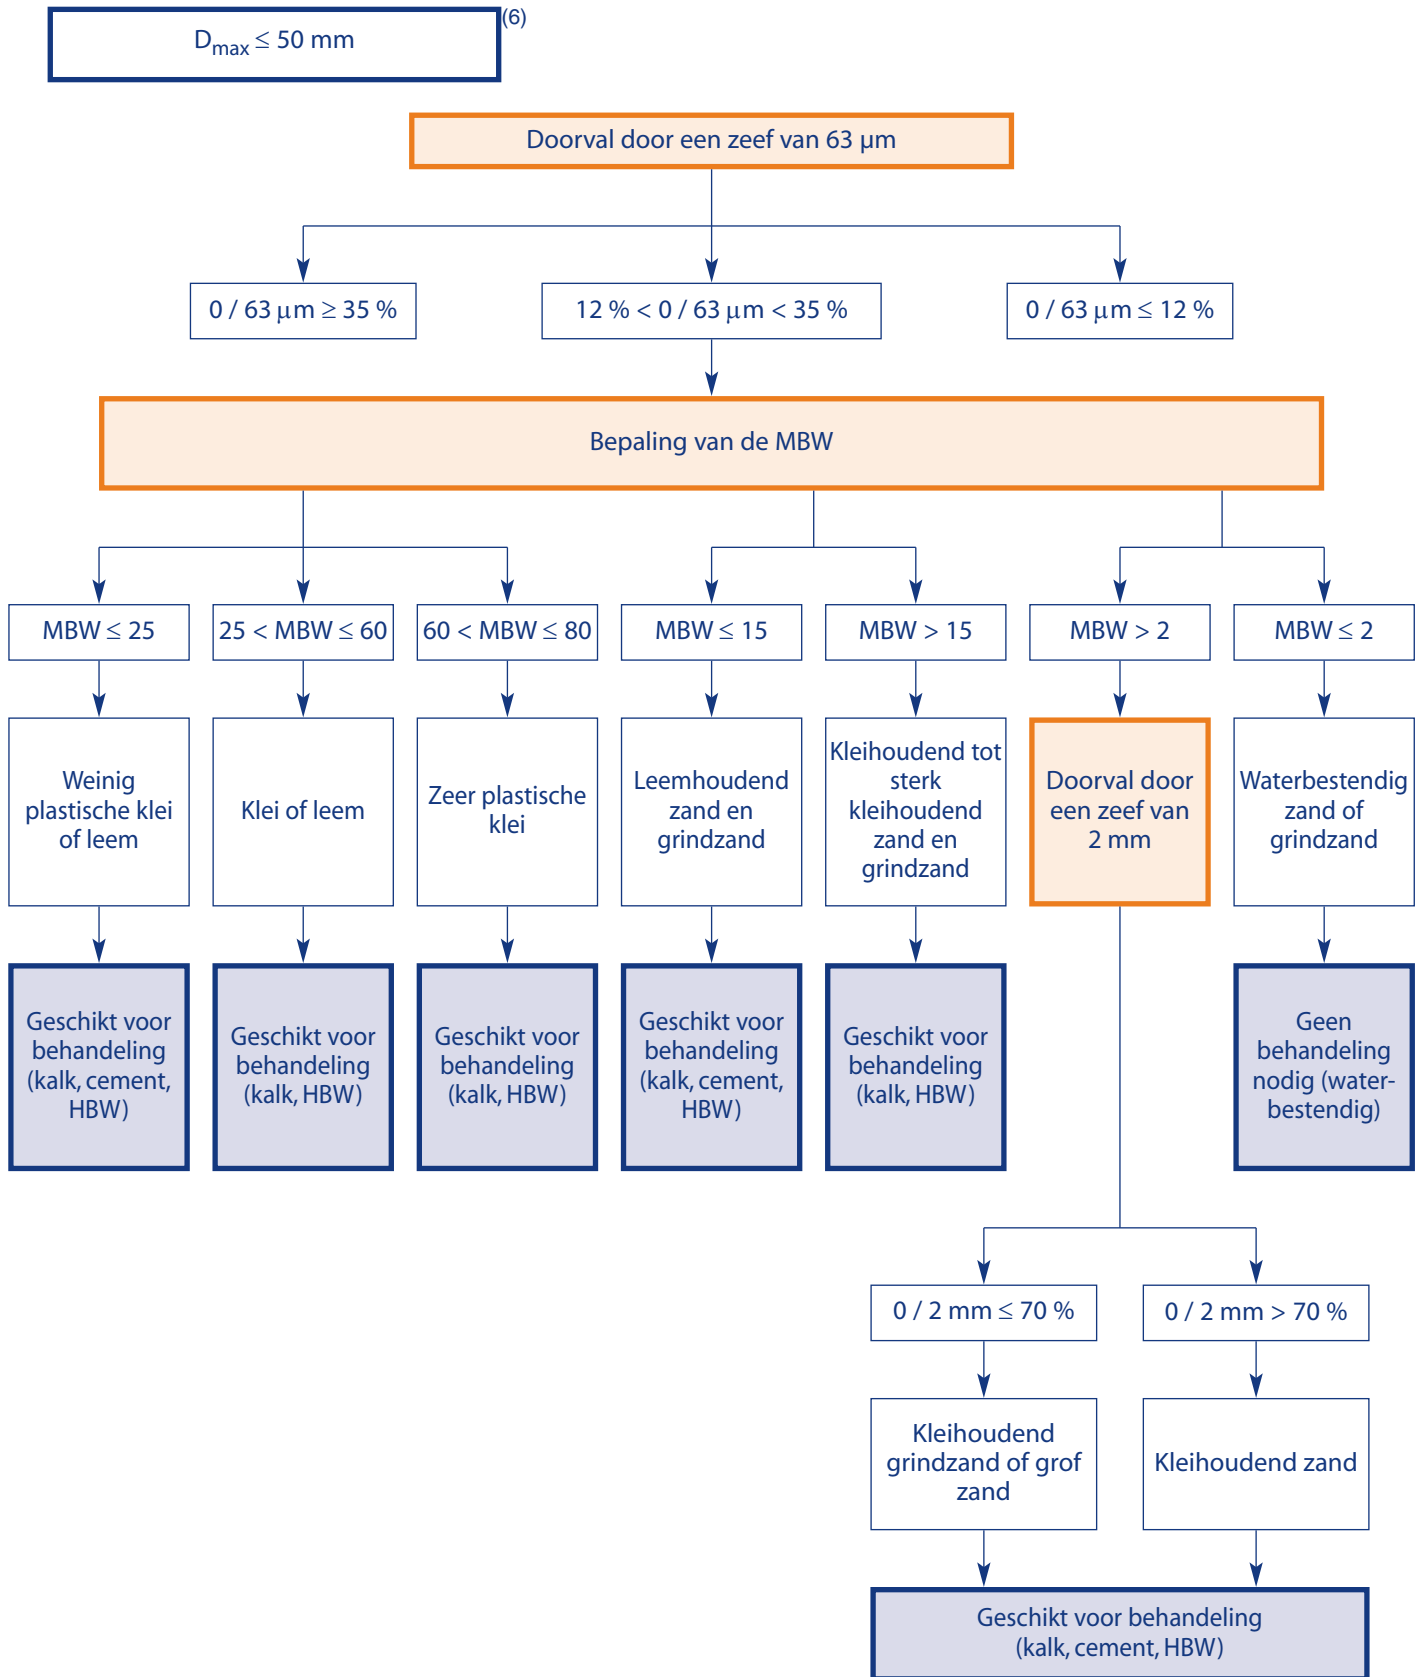 D_max ≤ 50 mm (6)
Doorval door een zeef van 63 µm
0 / 63 µm ≥ 35 %
12 % < 0 / 63 µm < 35 %
0 / 63 µm ≤ 12 %
Bepaling van de MBW
MBW ≤ 25
25 < MBW ≤ 60
60 < MBW ≤ 80
MBW ≤ 15
MBW > 15
MBW > 2
MBW ≤ 2
Weinig
plastische klei
of leem
Klei of leem
Zeer plastische
klei
Leemhoudend
zand en
grindzand
Kleihoudend tot
sterk
kleihoudend
zand en
grindzand
Doorval door
een zeef van
2 mm
Waterbestendig
zand of
grindzand
Geschikt voor
behandeling
(kalk, cement,
HBW)
Geschikt voor
behandeling
(kalk, HBW)
Geschikt voor
behandeling
(kalk, HBW)
Geschikt voor
behandeling
(kalk, cement,
HBW)
Geschikt voor
behandeling
(kalk, HBW)
Geen
behandeling
nodig (water-
bestendig)
0 / 2 mm ≤ 70 %
0 / 2 mm > 70 %
Kleihoudend
grindzand of grof
zand
Kleihoudend zand
Geschikt voor behandeling
(kalk, cement, HBW)